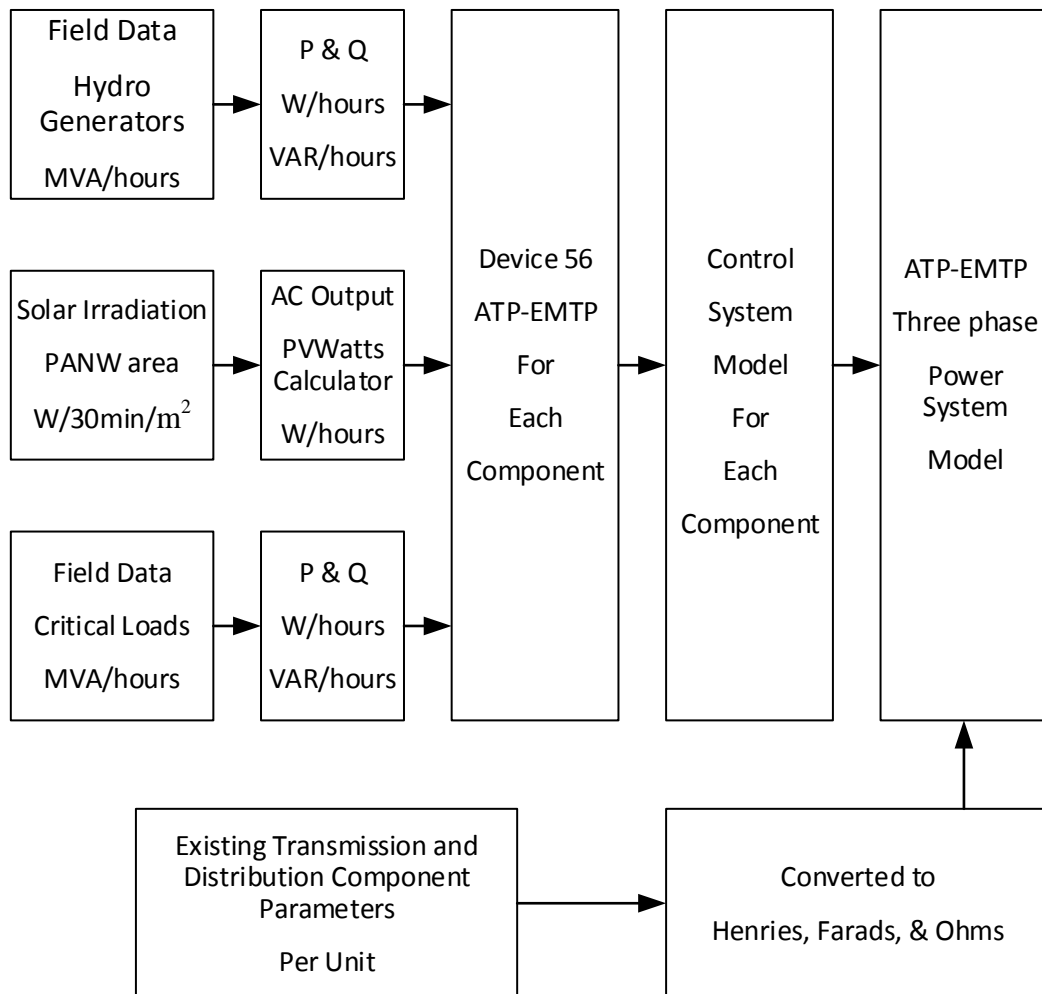 Field Data
Hydro
Generators
MVA/hours
P & Q
W/hours
VAR/hours
Solar Irradiation
PANW area
W/30min/m²
AC Output
PVWatts
Calculator
W/hours
Field Data
Critical Loads
MVA/hours
P & Q
W/hours
VAR/hours
Device 56
ATP-EMTP
For
Each
Component
Control
System
Model
For
Each
Component
ATP-EMTP
Three phase
Power
System
Model
Existing Transmission and
Distribution Component
Parameters
Per Unit
Converted to
Henries, Farads, & Ohms